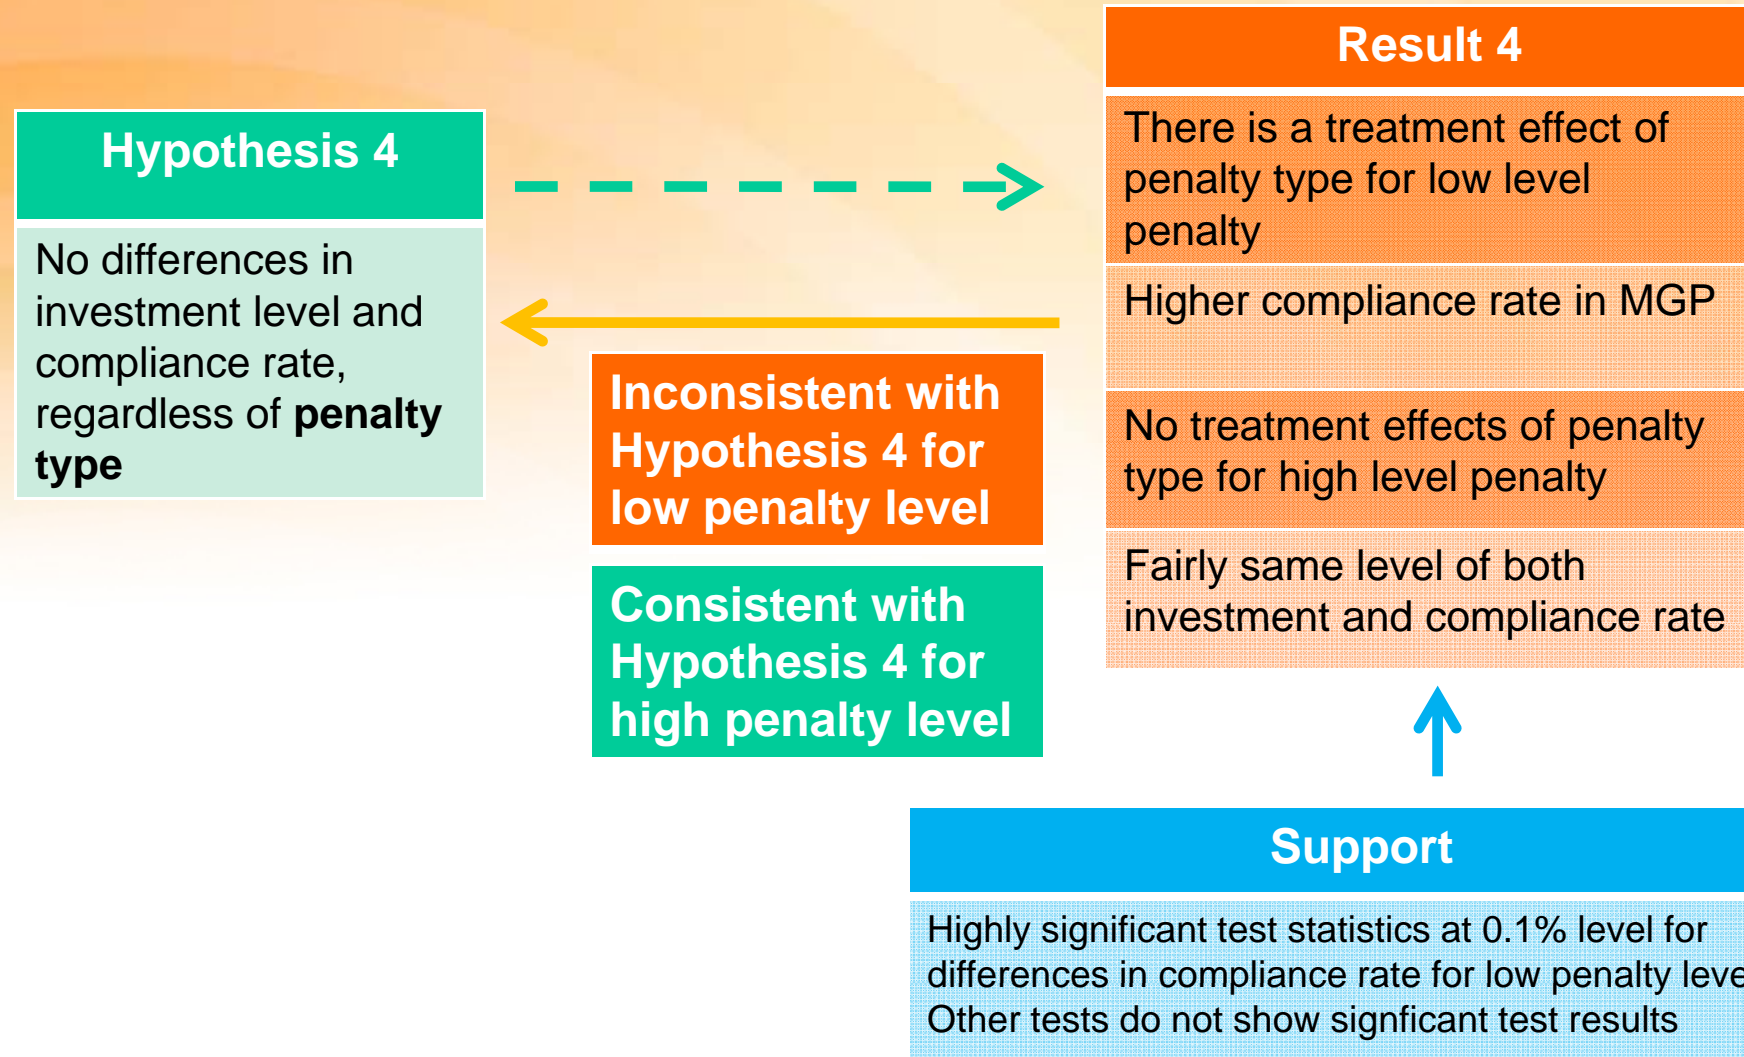 Hypothesis 4
No differences in
investment level and
compliance rate,
regardless of penalty
type
Inconsistent with
Hypothesis 4 for
low penalty level
Consistent with
Hypothesis 4 for
high penalty level
Result 4
There is a treatment effect of
penalty type for low level
penalty
Higher compliance rate in MGP
No treatment effects of penalty
type for high level penalty
Fairly same level of both
investment and compliance rate
Support
Highly significant test statistics at 0.1% level for
differences in compliance rate for low penalty leve
Other tests do not show signficant test results